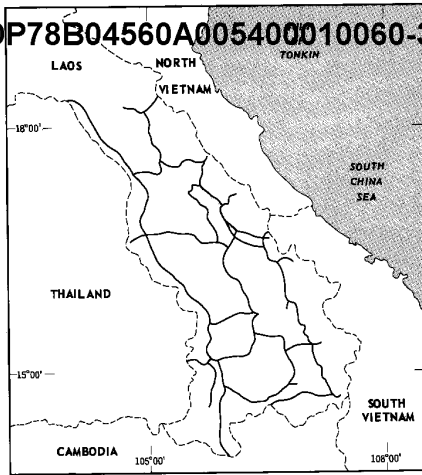 DP78B04560A005400010060-3
LAOS
NORTH
VIETNAM
TONKIN
18°00'
SOUTH
CHINA
SEA
THAILAND
15°00'
SOUTH
VIETNAM
CAMBODIA
105°00'
108°00'